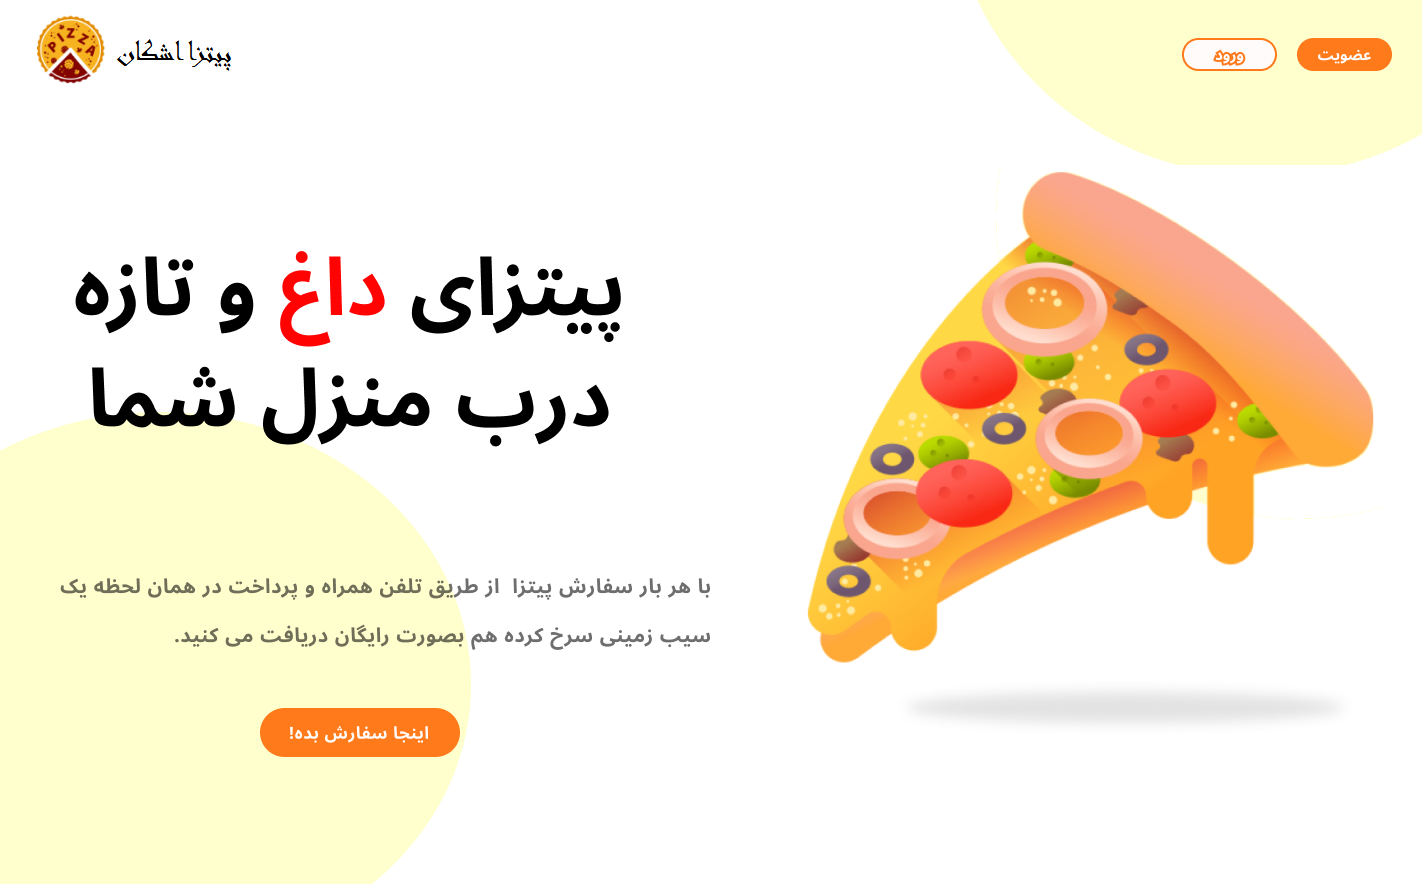 عضویت
ورود
پیتزا اشکان
PIZZA
پیتزای داغ و تازه
درب منزل شما
با هر بار سفارش پیتزا از طریق تلفن همراه و پرداخت در همان لحظه یک
سیب زمینی سرخ کرده هم بصورت رایگان دریافت می کنید.
اینجا سفارش بده!